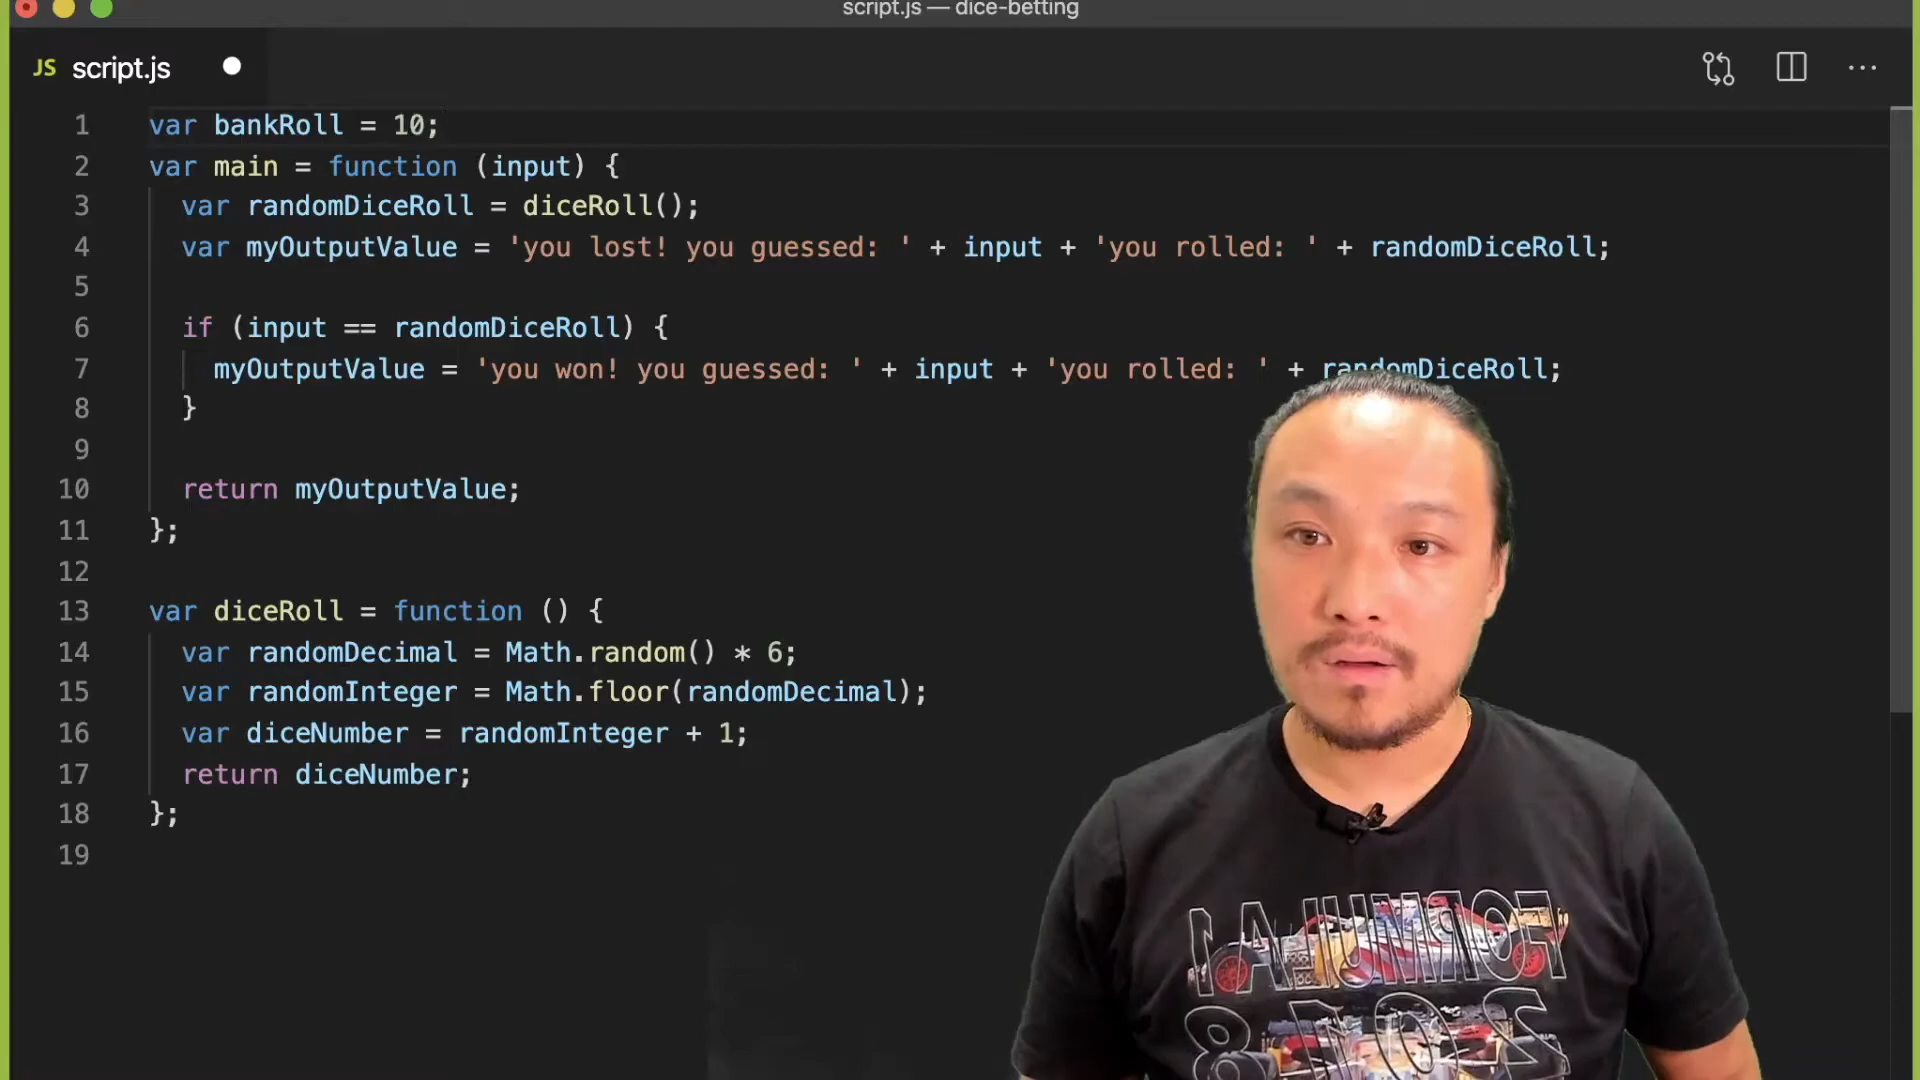 script.js — dice-betting
JS script.js
1 var bankRoll = 10;
2 var main = function (input) {
3 var randomDiceRoll = diceRoll();
4 var myOutputValue = 'you lost! you guessed: ' + input + 'you rolled: ' + randomDiceRoll;
5
6 if (input == randomDiceRoll) {
7 myOutputValue = 'you won! you guessed: ' + input + 'you rolled: ' + randomDiceRoll;
8 }
9
10 return myOutputValue;
11 };
12
13 var diceRoll = function () {
14 var randomDecimal = Math.random() * 6;
15 var randomInteger = Math.floor(randomDecimal);
16 var diceNumber = randomInteger + 1;
17 return diceNumber;
18 };
19
FORMULA 1
2018